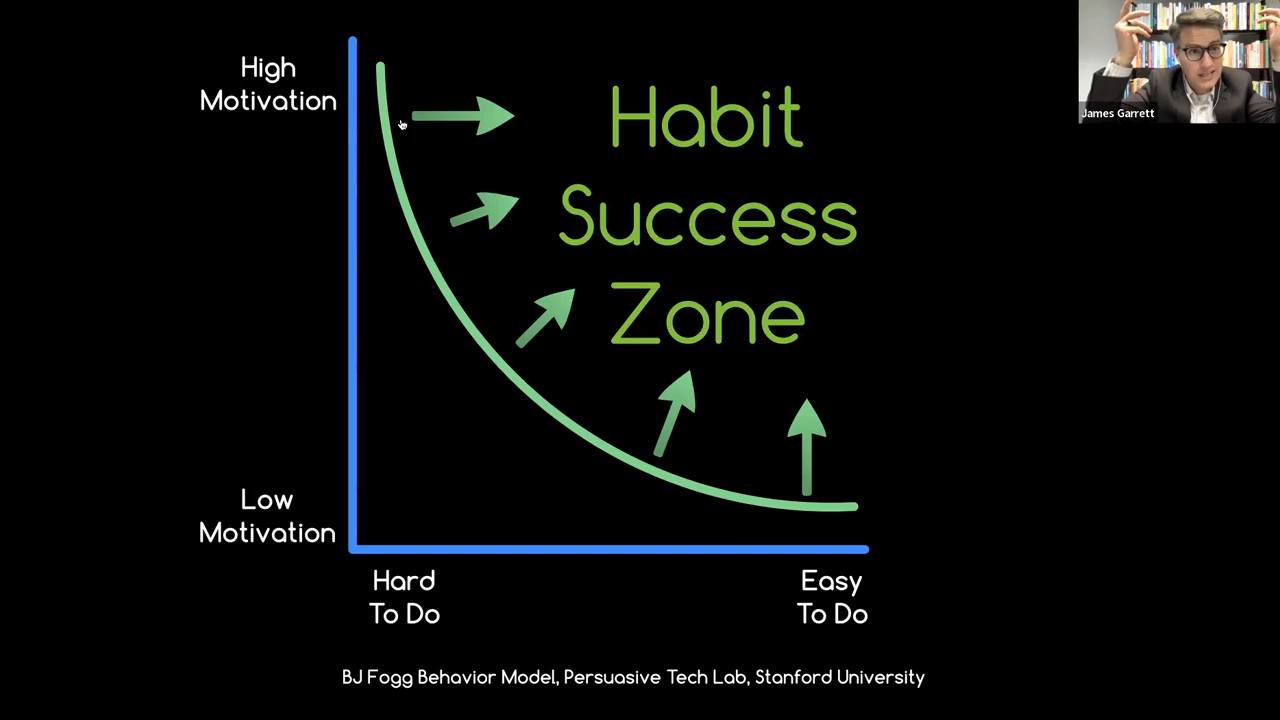 High
Motivation
Habit
Success
Zone
Low
Motivation
Hard
To Do
Easy
To Do
BJ Fogg Behavior Model, Persuasive Tech Lab, Stanford University
James Garrett